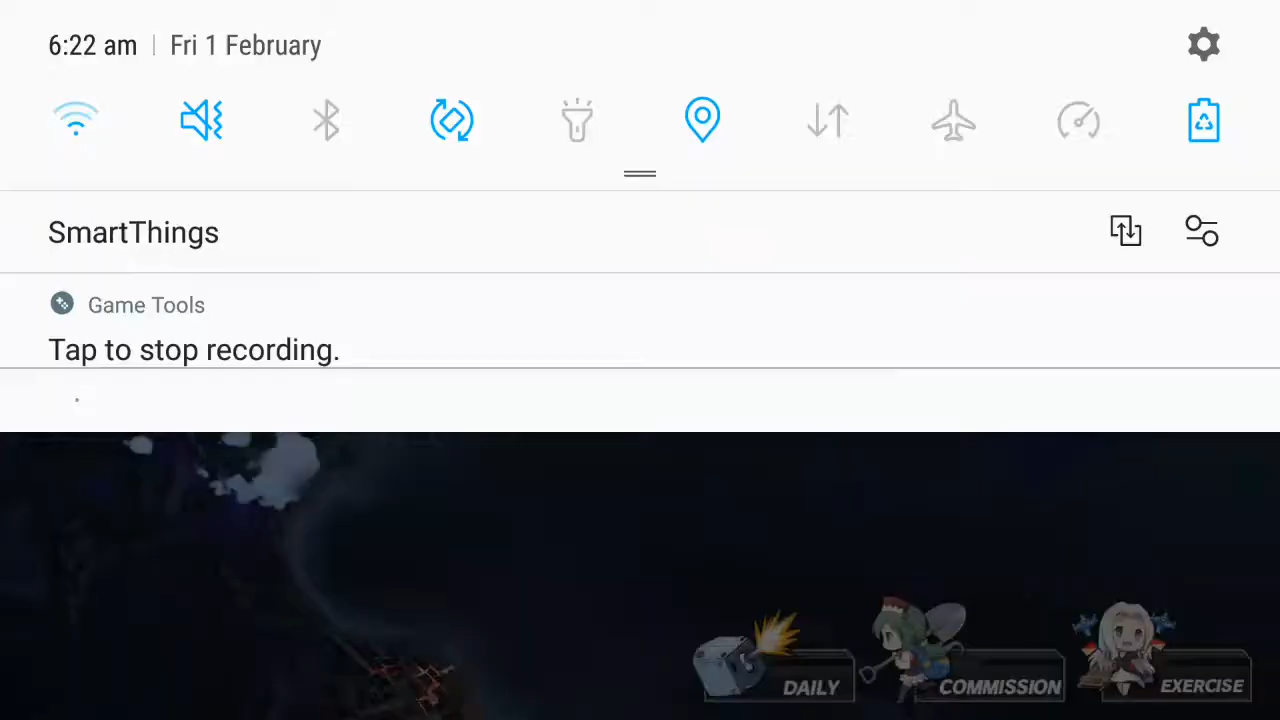 6:22 am | Fri 1 February
SmartThings
Game Tools
Tap to stop recording.
DAILY
COMMISSION
EXERCISE